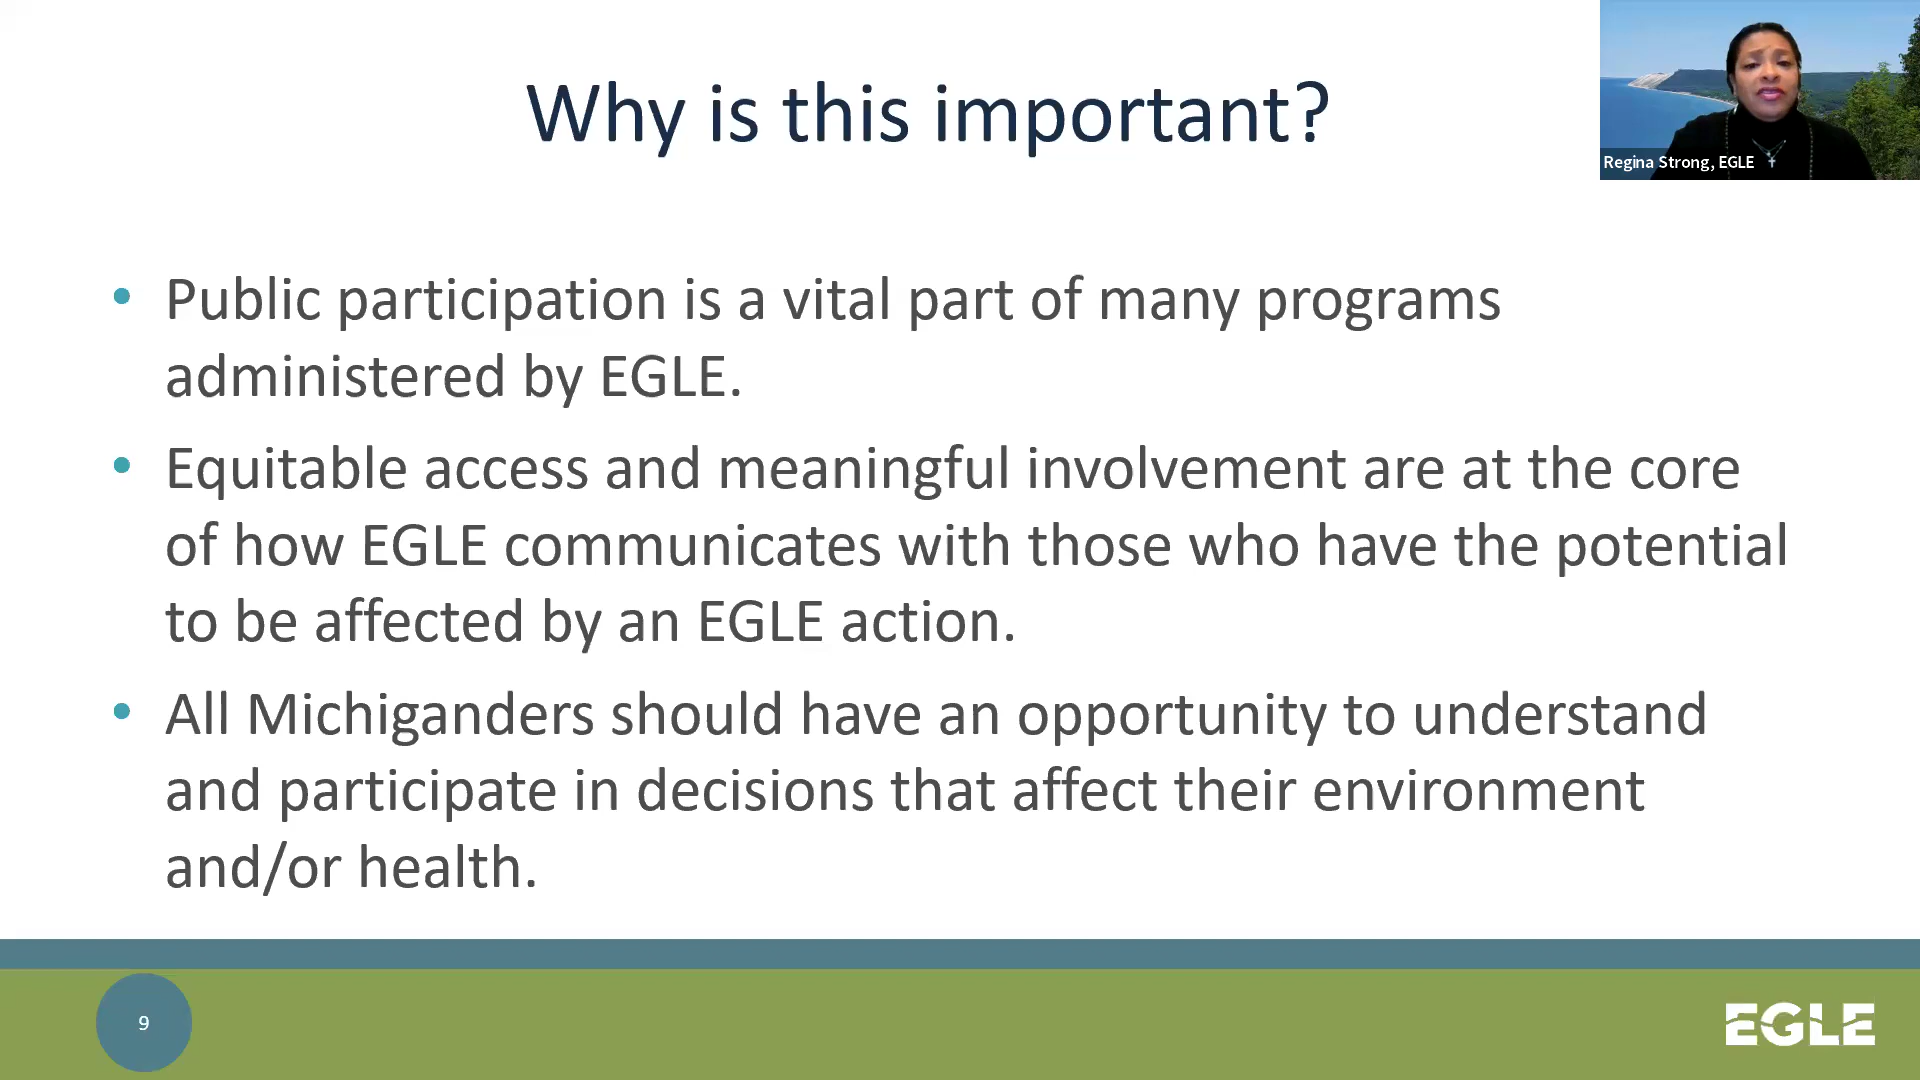 Why is this important?
Regina Strong, EGLE
• Public participation is a vital part of many programs
administered by EGLE.
• Equitable access and meaningful involvement are at the core
of how EGLE communicates with those who have the potential
to be affected by an EGLE action.
• All Michiganders should have an opportunity to understand
and participate in decisions that affect their environment
and/or health.
9
EGLE